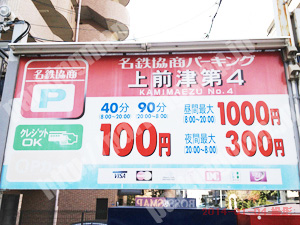 名鉄協商パーキング
上前津第4
KAMIMAEZU No.4
名鉄協商
P
クレジット
OK
40分 90分
(8:00~20:00) (20:00~8:00)
100円
昼間最大
(8:00~20:00)
1000円
夜間最大
(20:00~8:00)
300円
VISA